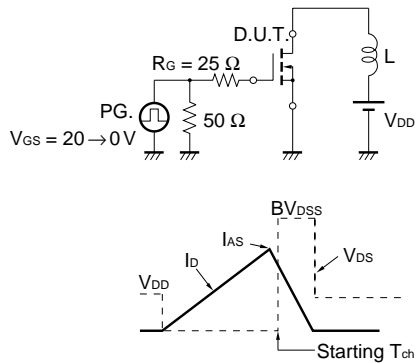 D.U.T.
RG = 25 Ω
L
PG.
50 Ω
VDD
VGS = 20 → 0 V
BVDSS
IAS
ID
VDS
VDD
Starting Tch